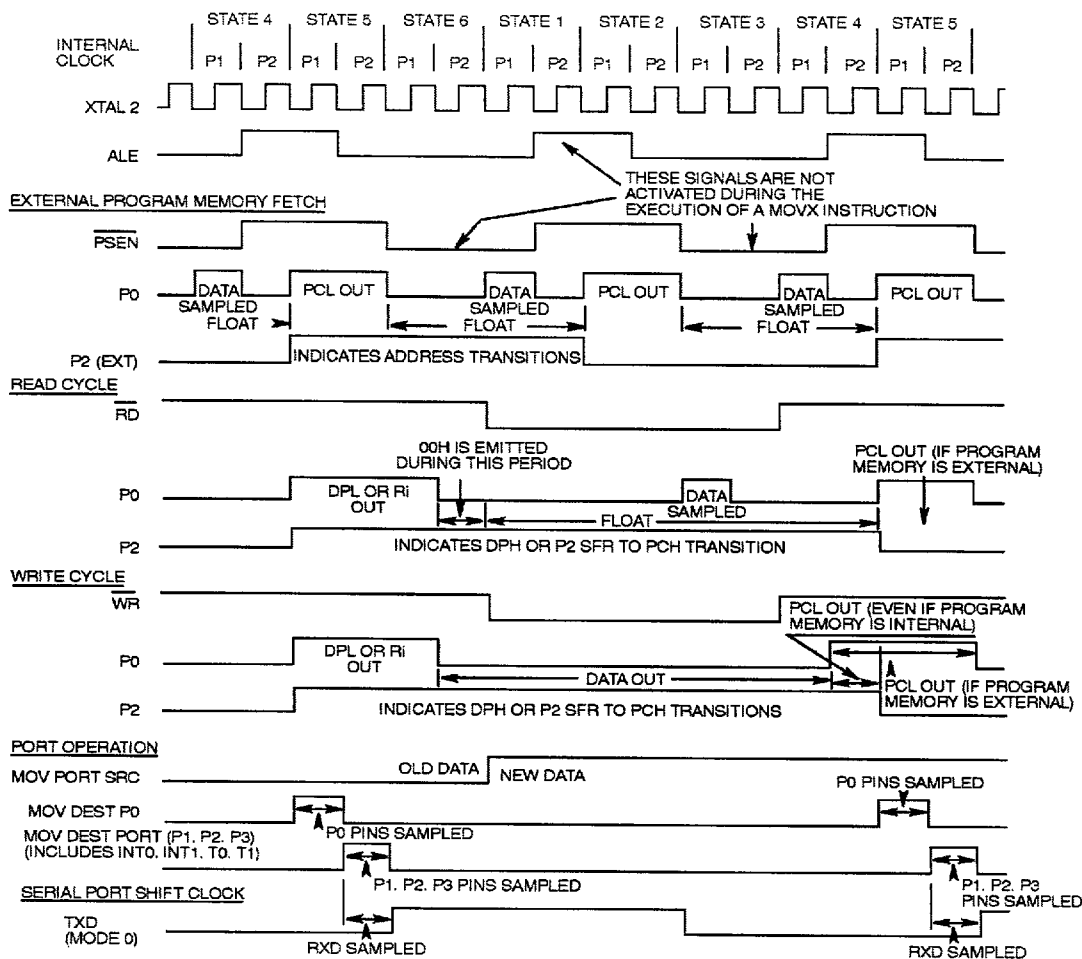 STATE 4 STATE 5 STATE 6 STATE 1 STATE 2 STATE 3 STATE 4 STATE 5
INTERNAL
CLOCK
P1 P2 P1 P2 P1 P2 P1 P2 P1 P2 P1 P2 P1 P2 P1 P2
XTAL 2
ALE
THESE SIGNALS ARE NOT
ACTIVATED DURING THE
EXECUTION OF A MOVX INSTRUCTION
EXTERNAL PROGRAM MEMORY FETCH
PSEN
P0
DATA PCL OUT DATA PCL OUT DATA PCL OUT
SAMPLED SAMPLED SAMPLED
FLOAT FLOAT FLOAT
P2 (EXT)
INDICATES ADDRESS TRANSITIONS
READ CYCLE
RD
00H IS EMITTED
DURING THIS PERIOD
PCL OUT (IF PROGRAM
MEMORY IS EXTERNAL)
P0
DPL OR Ri
OUT
DATA
SAMPLED
FLOAT
P2
INDICATES DPH OR P2 SFR TO PCH TRANSITION
WRITE CYCLE
WR
PCL OUT (EVEN IF PROGRAM
MEMORY IS INTERNAL)
P0
DPL OR Ri
OUT
DATA OUT
PCL OUT (IF PROGRAM
MEMORY IS EXTERNAL)
P2
INDICATES DPH OR P2 SFR TO PCH TRANSITIONS
PORT OPERATION
MOV PORT SRC
OLD DATA NEW DATA
P0 PINS SAMPLED
MOV DEST P0
P0 PINS SAMPLED
MOV DEST PORT (P1. P2. P3)
(INCLUDES INT0. INT1. T0. T1)
P1. P2. P3 PINS SAMPLED
P1. P2. P3
PINS SAMPLED
SERIAL PORT SHIFT CLOCK
TXD
(MODE 0)
RXD SAMPLED
RXD SAMPLED